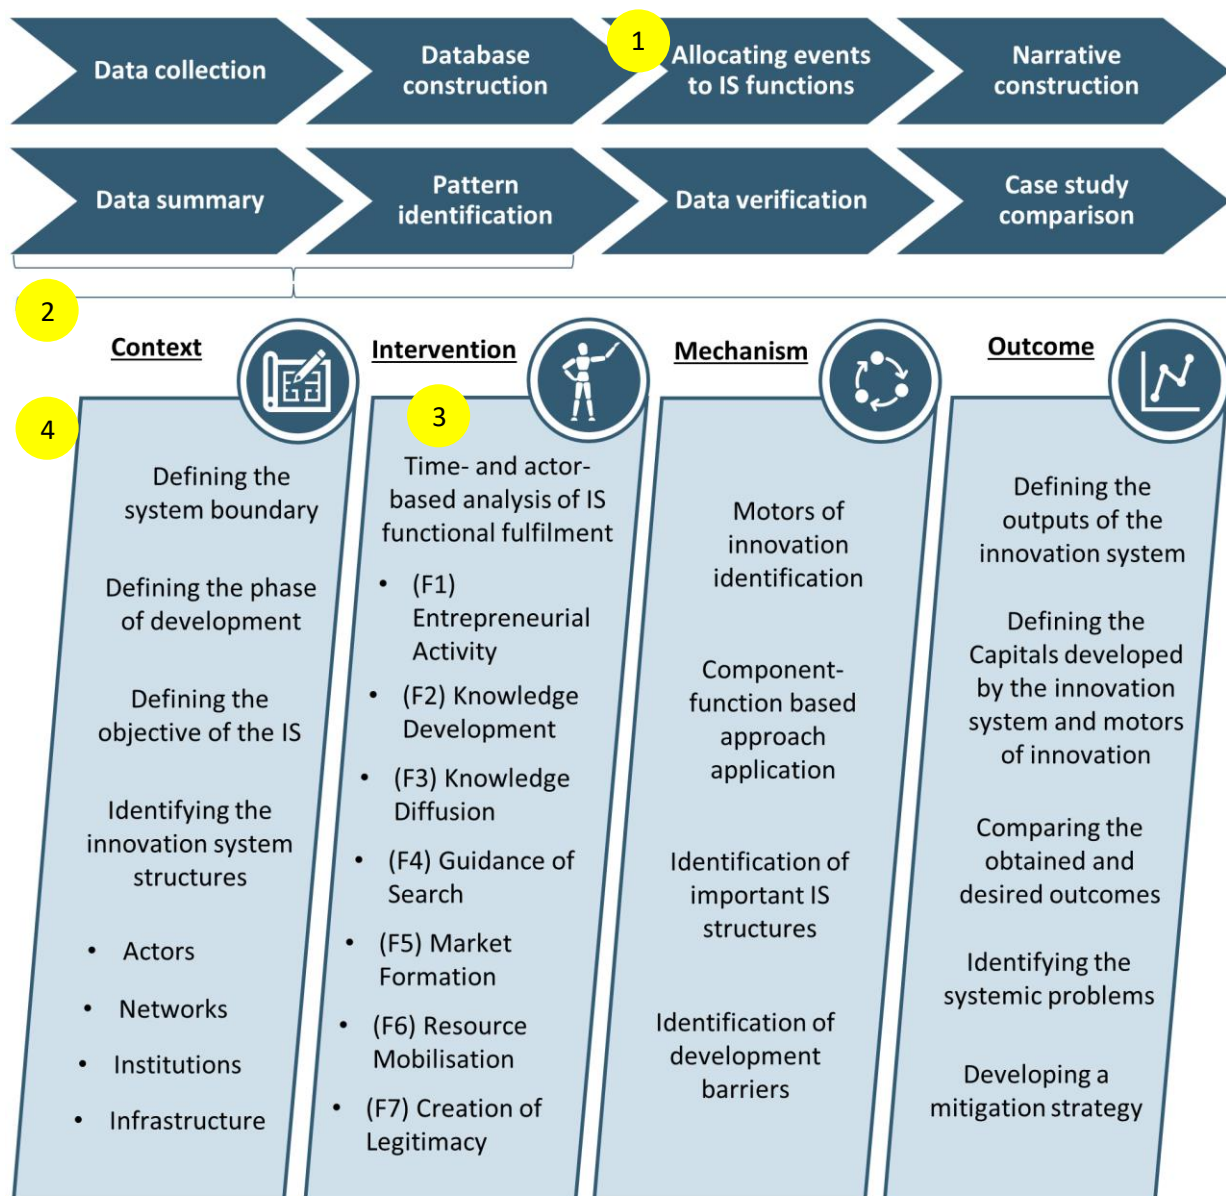 1
Data collection
Database
construction
Allocating events
to IS functions
Narrative
construction
Data summary
Pattern
identification
Data verification
Case study
comparison
2
Context
Intervention
Mechanism
Outcome
4
Defining the
system boundary
Defining the phase
of development
Defining the
objective of the IS
Identifying the
innovation system
structures
• Actors
• Networks
• Institutions
• Infrastructure
3
Time- and actor-
based analysis of IS
functional fulfilment
• (F1)
Entrepreneurial
Activity
• (F2) Knowledge
Development
• (F3) Knowledge
Diffusion
• (F4) Guidance of
Search
• (F5) Market
Formation
• (F6) Resource
Mobilisation
• (F7) Creation of
Legitimacy
Motors of
innovation
identification
Component-
function based
approach
application
Identification of
important IS
structures
Identification of
development
barriers
Defining the
outputs of the
innovation system
Defining the
Capitals developed
by the innovation
system and motors
of innovation
Comparing the
obtained and
desired outcomes
Identifying the
systemic problems
Developing a
mitigation strategy